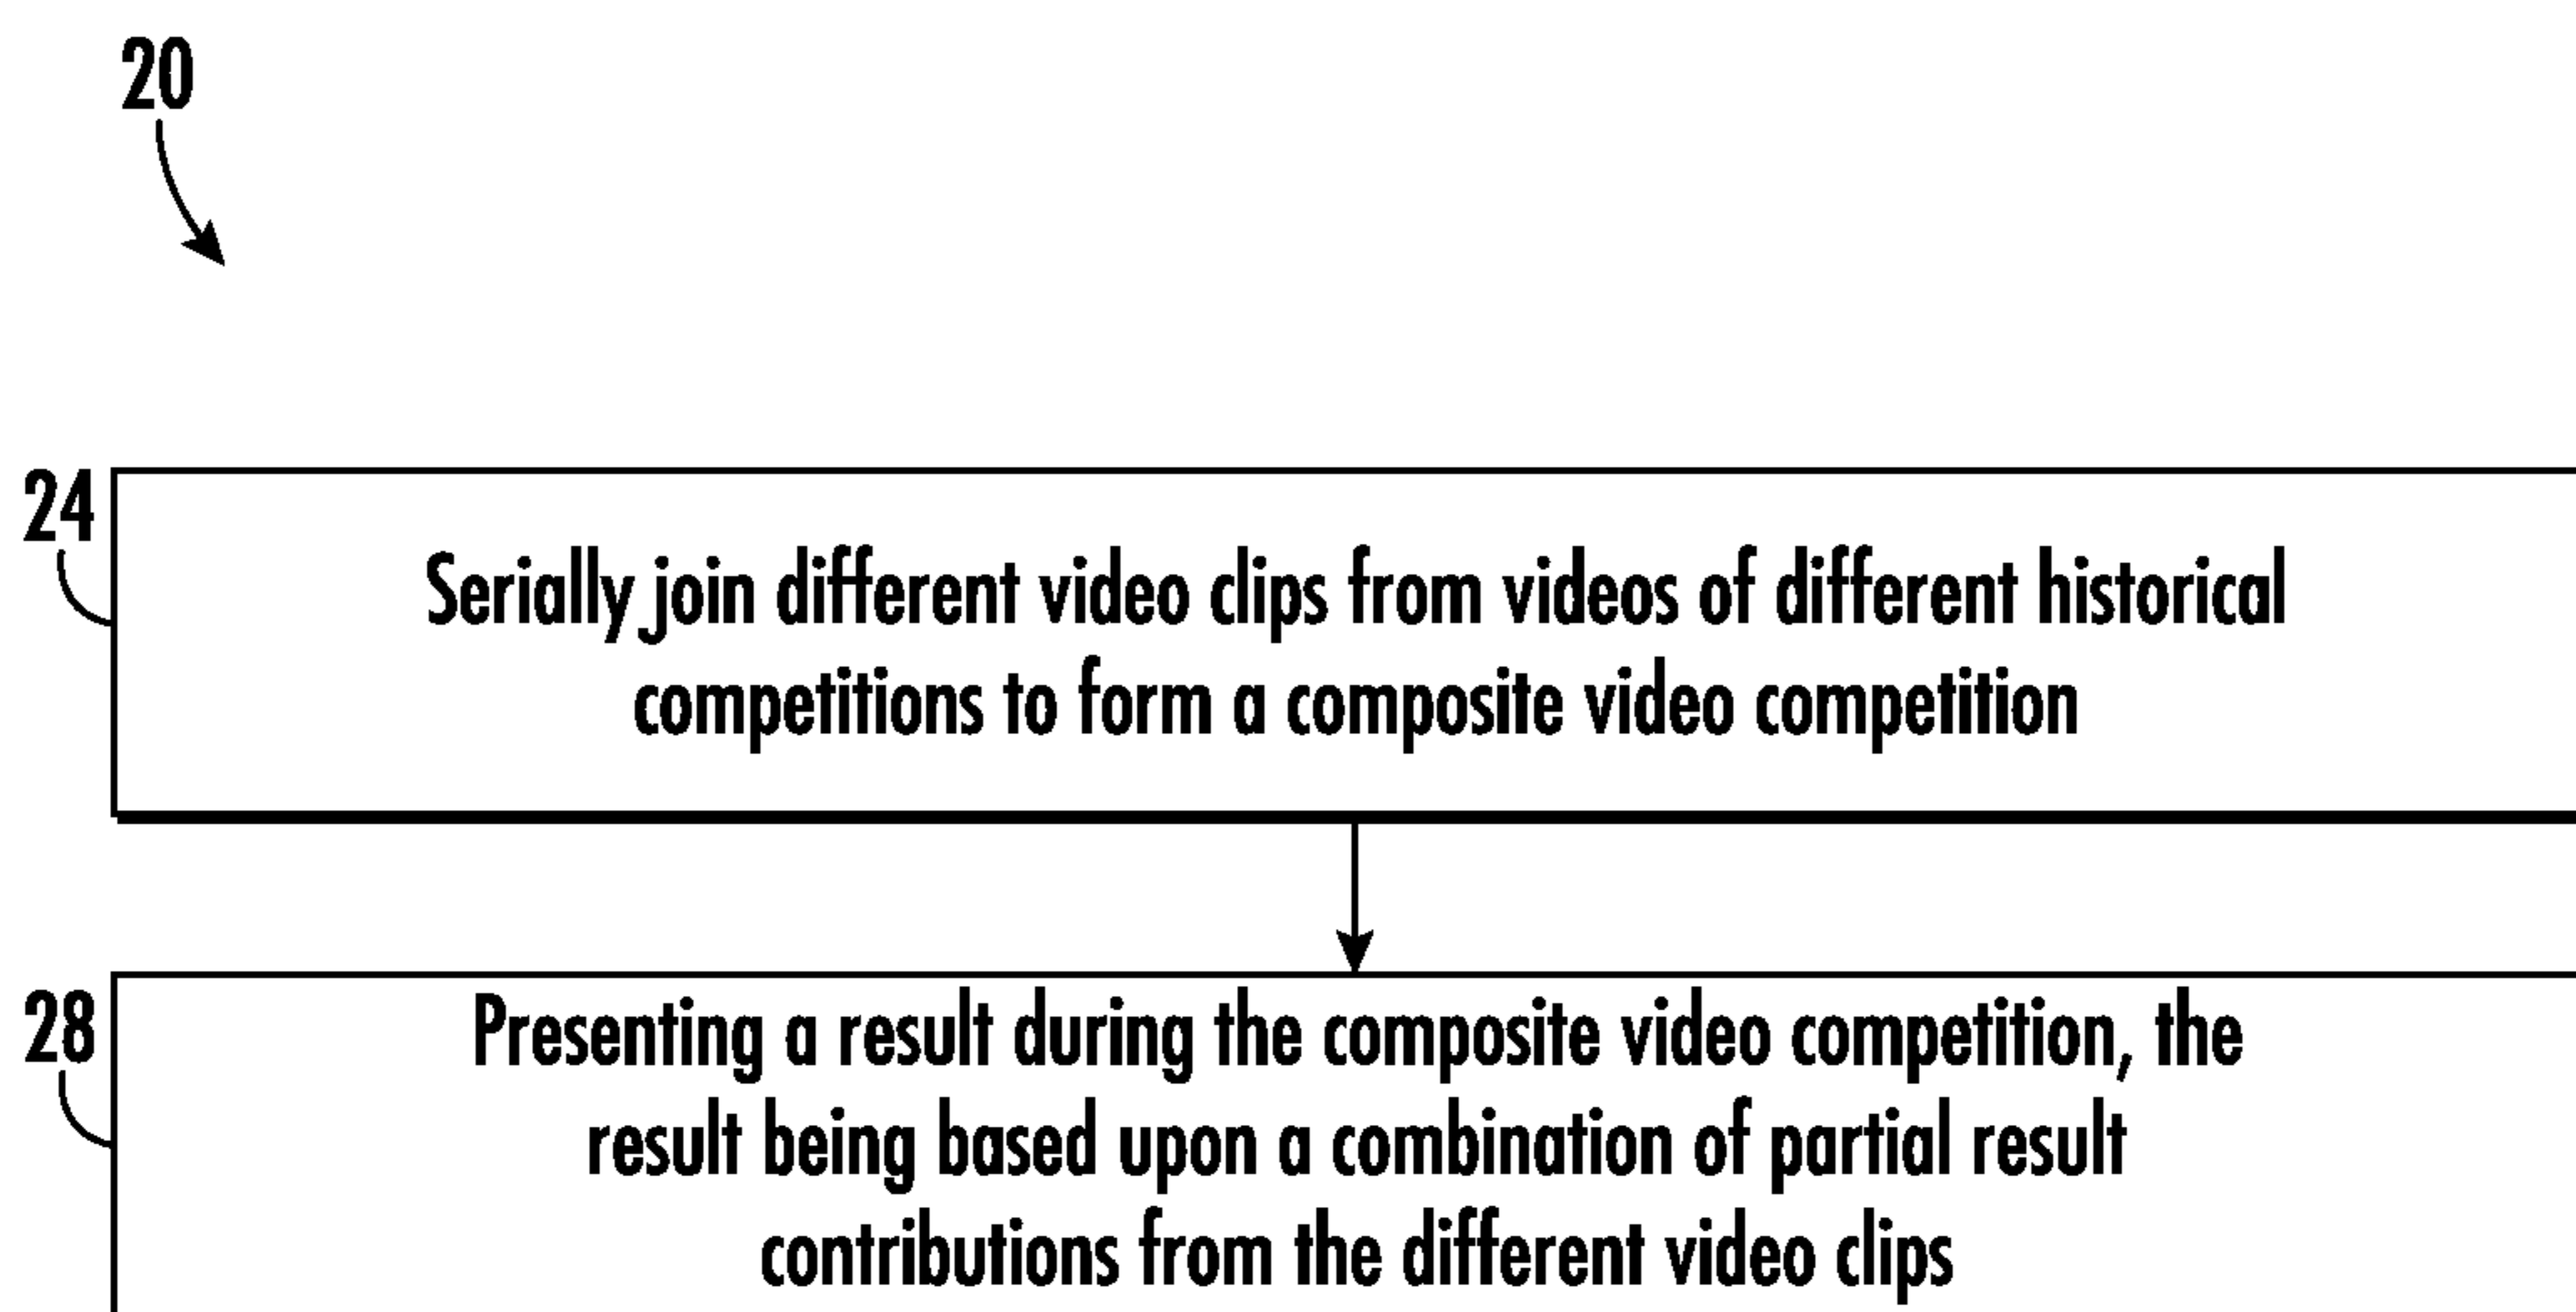 20
24
Serially join different video clips from videos of different historical
competitions to form a composite video competition
28
Presenting a result during the composite video competition, the
result being based upon a combination of partial result
contributions from the different video clips